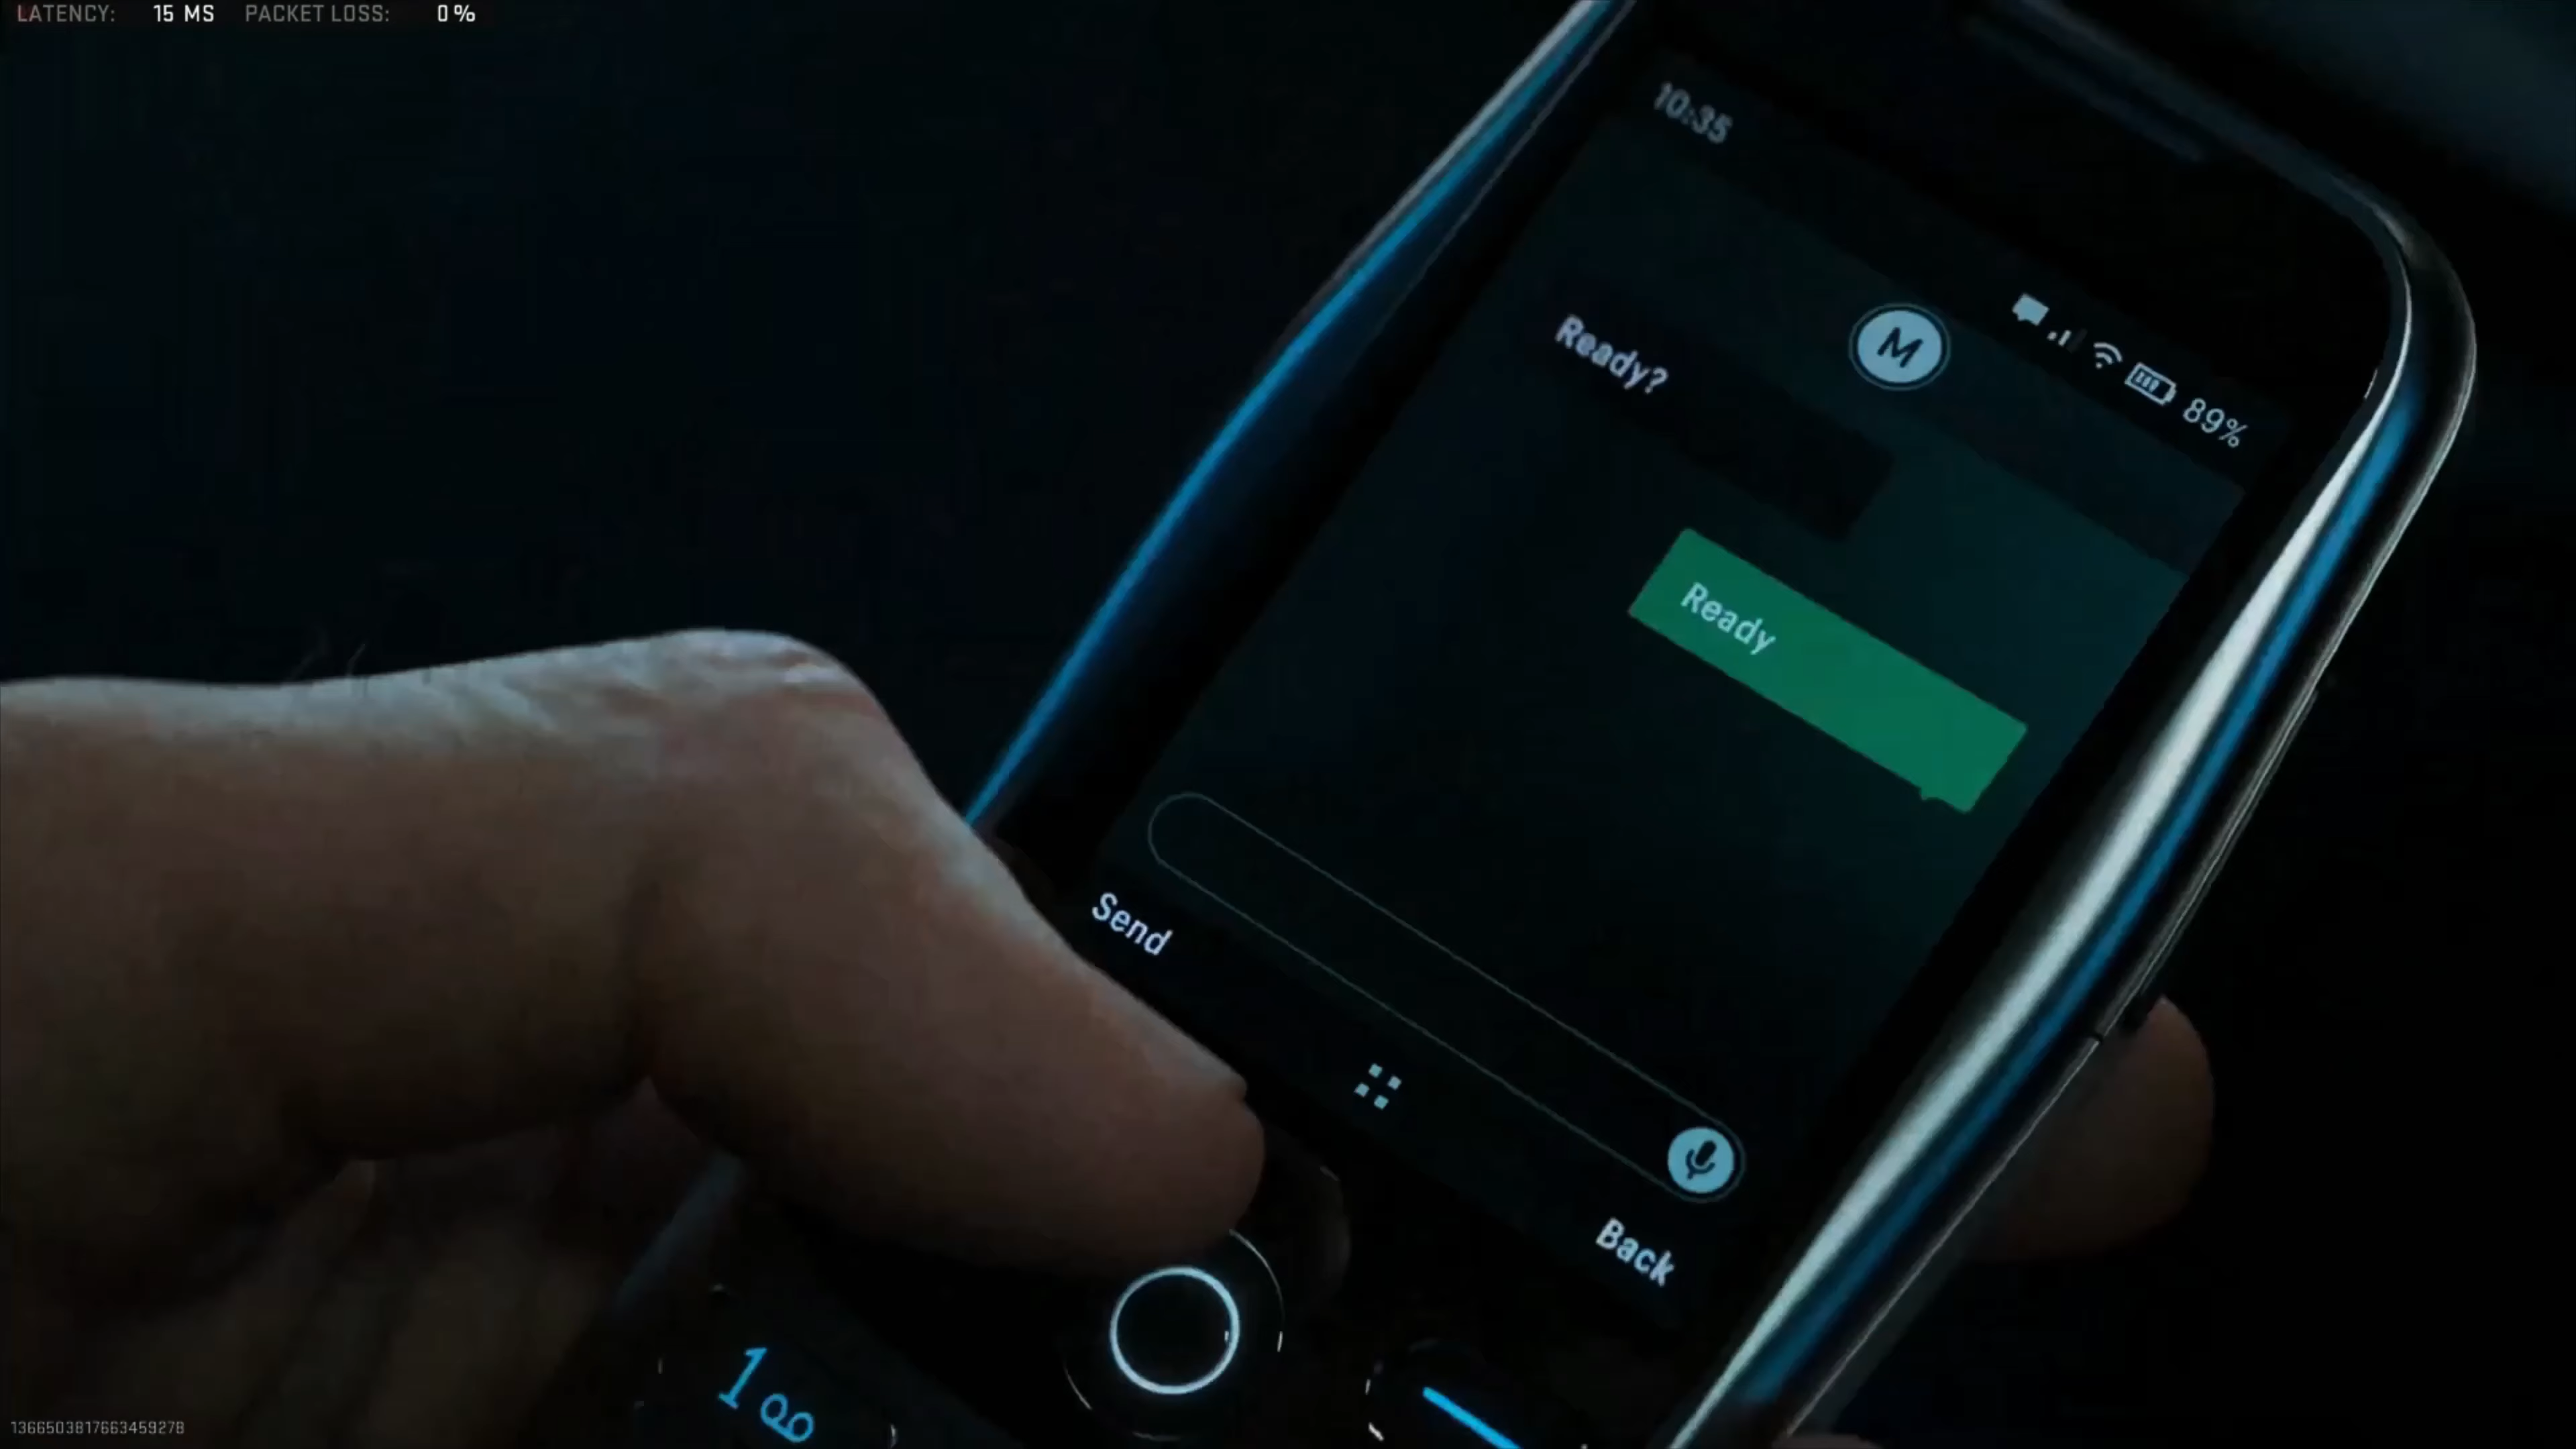 LATENCY: 15 MS PACKET LOSS: 0%
10:35
89%
M
Ready?
Ready
Send
Back
1
1366503817663459278